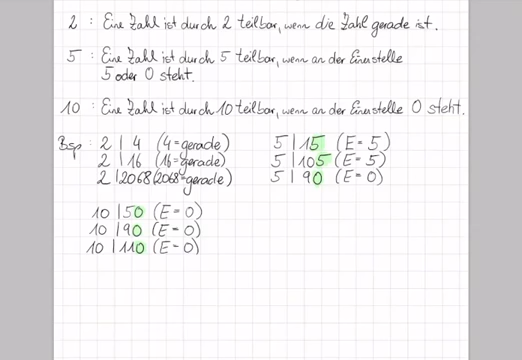 2 : Eine Zahl ist durch 2 teilbar, wenn die Zahl gerade ist.
5 : Eine Zahl ist durch 5 teilbar, wenn an der Einerstelle
5 oder 0 steht.
10 : Eine Zahl ist durch 10 teilbar, wenn an der Einerstelle 0 steht.
Bsp: 2 | 4 (4=gerade)
2 | 16 (16=gerade)
2 | 2068 (2068=gerade)
5 | 15 (E=5)
5 | 105 (E=5)
5 | 90 (E=0)
10 | 50 (E=0)
10 | 90 (E=0)
10 | 110 (E=0)